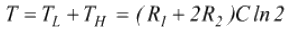 T = T_L + T_H = (R_1 + 2R_2) C ln 2